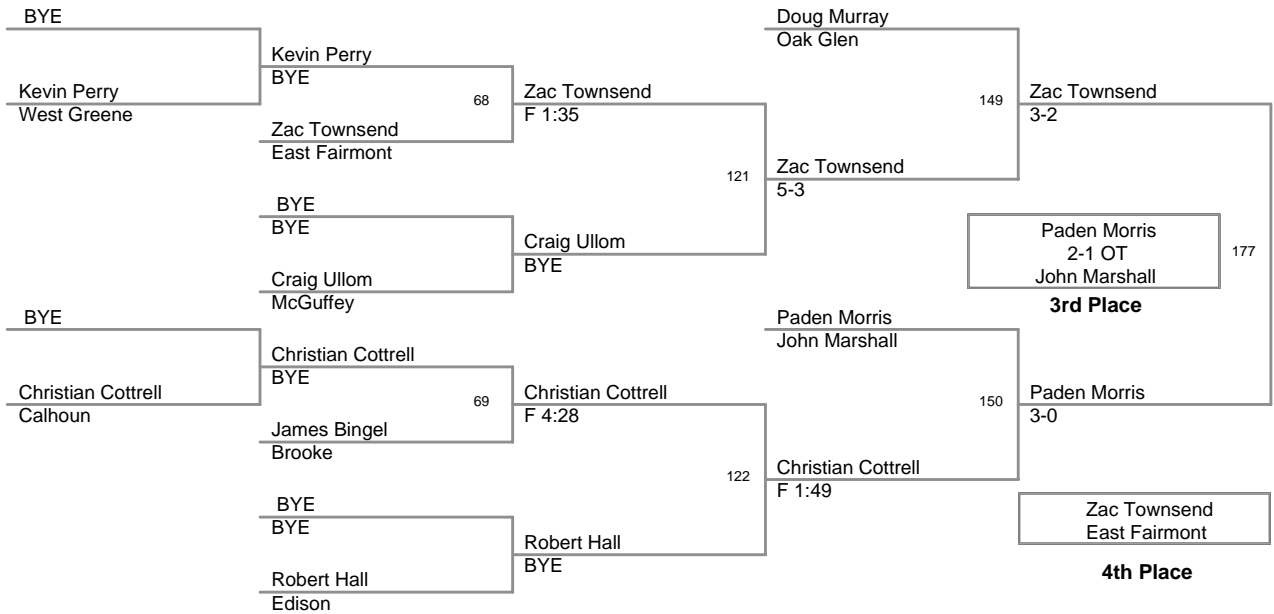 BYE
Kevin Perry
West Greene
Kevin Perry
BYE
68
Zac Townsend
East Fairmont
Zac Townsend
F 1:35
BYE
BYE
Craig Ullom
McGuffey
Craig Ullom
BYE
121
Zac Townsend
5-3
Doug Murray
Oak Glen
149
Zac Townsend
3-2
BYE
Christian Cottrell
Calhoun
Christian Cottrell
BYE
69
James Bingel
Brooke
Christian Cottrell
F 4:28
BYE
BYE
Robert Hall
Edison
Robert Hall
BYE
122
Christian Cottrell
F 1:49
Paden Morris
John Marshall
150
Paden Morris
3-0
Paden Morris
2-1 OT
John Marshall
177
3rd Place
Zac Townsend
East Fairmont
4th Place